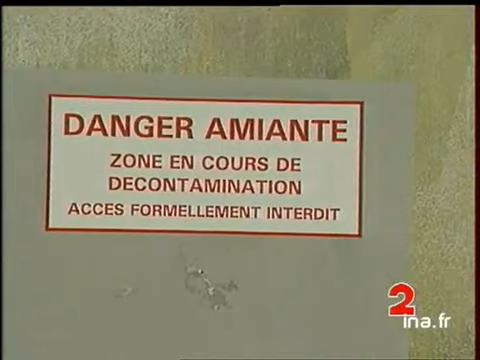 DANGER AMIANTE
ZONE EN COURS DE
DECONTAMINATION
ACCES FORMELLEMENT INTERDIT
2
ina.fr